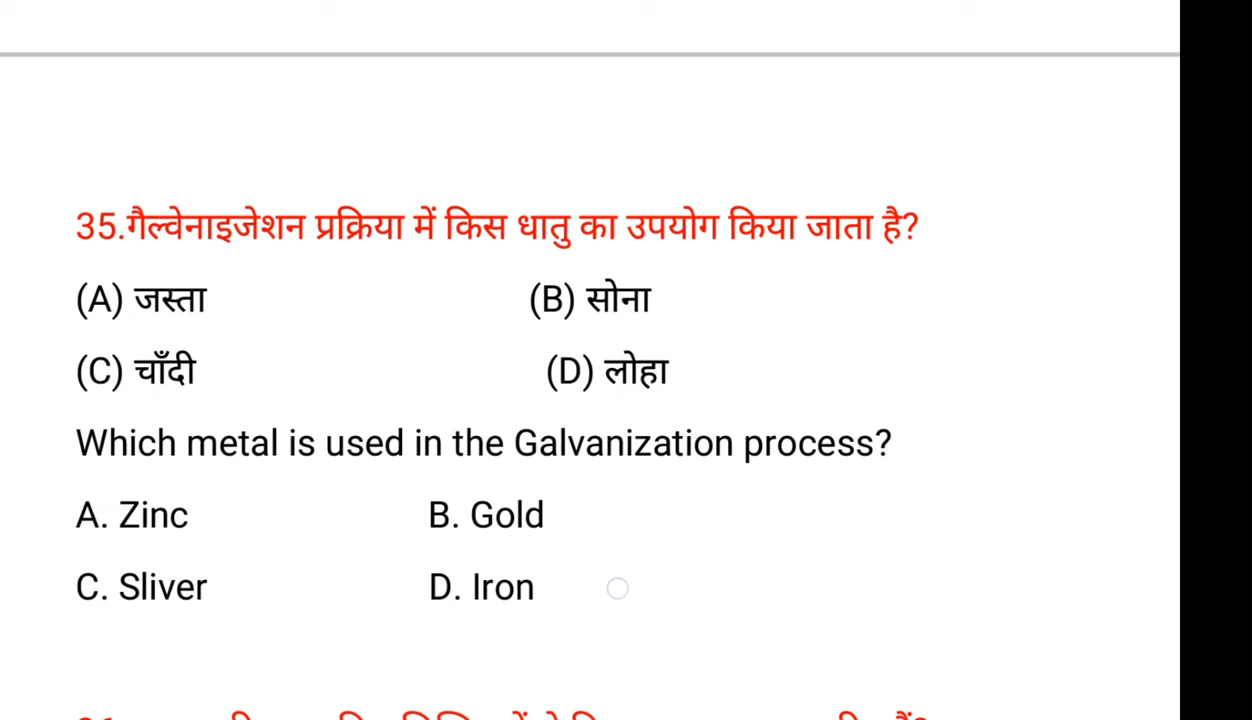 35.गैल्वेनाइजेशन प्रक्रिया में किस धातु का उपयोग किया जाता है?
(A) जस्ता (B) सोना
(C) चाँदी (D) लोहा
Which metal is used in the Galvanization process?
A. Zinc B. Gold
C. Sliver D. Iron